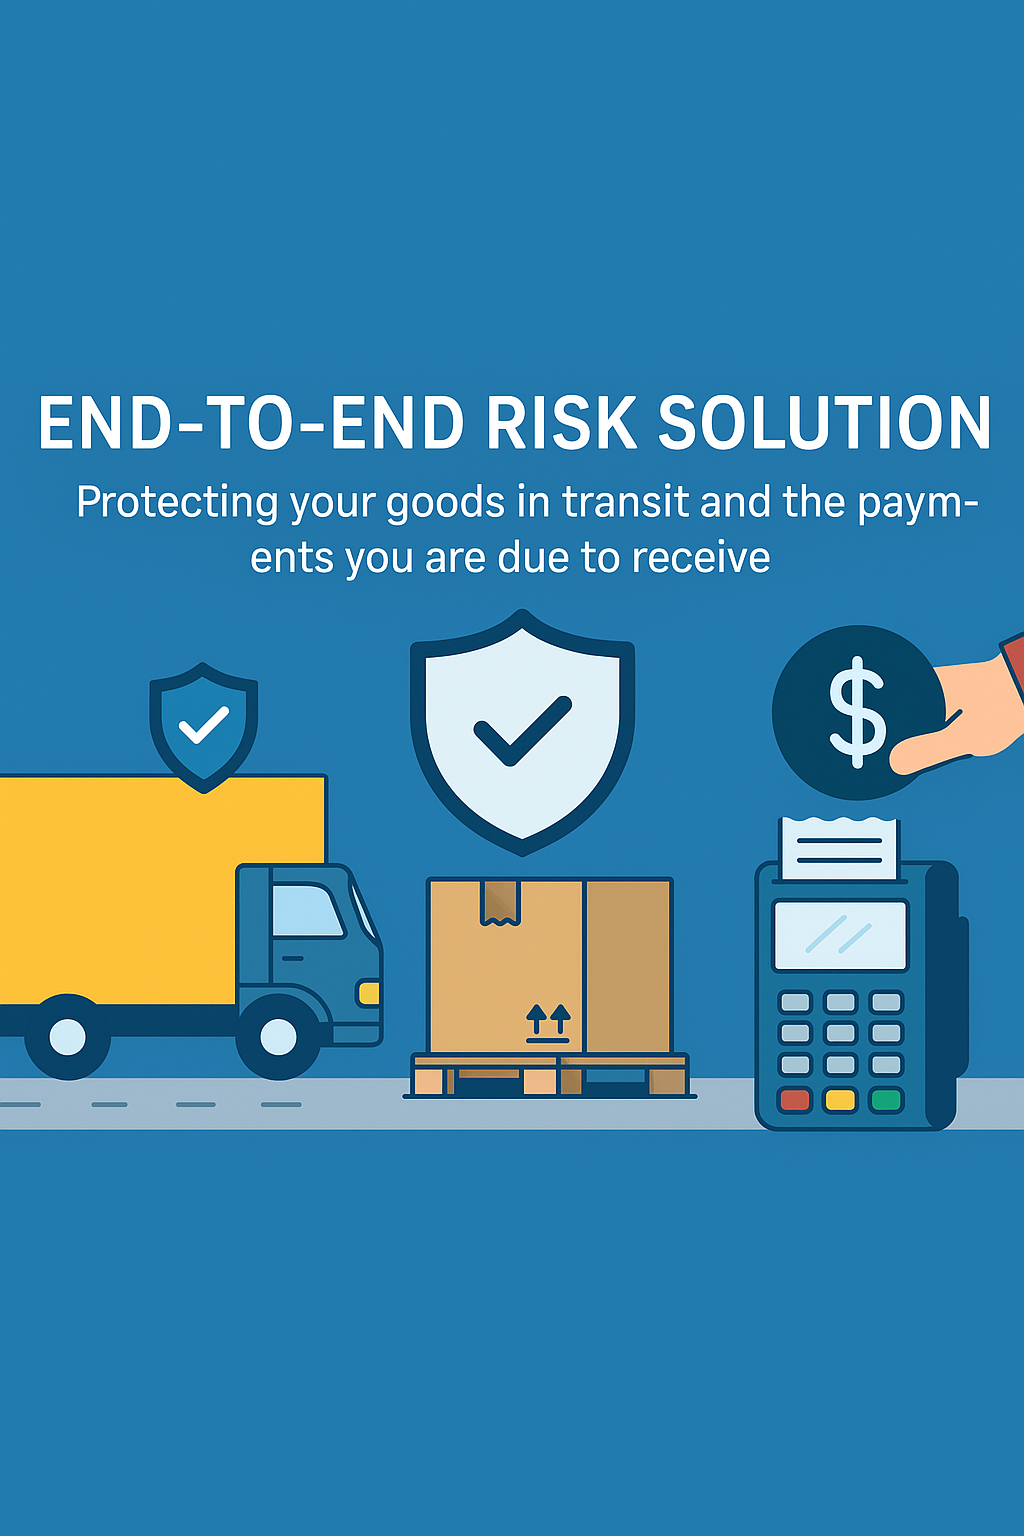 END-TO-END RISK SOLUTION
Protecting your goods in transit and the paym-
ents you are due to receive
$